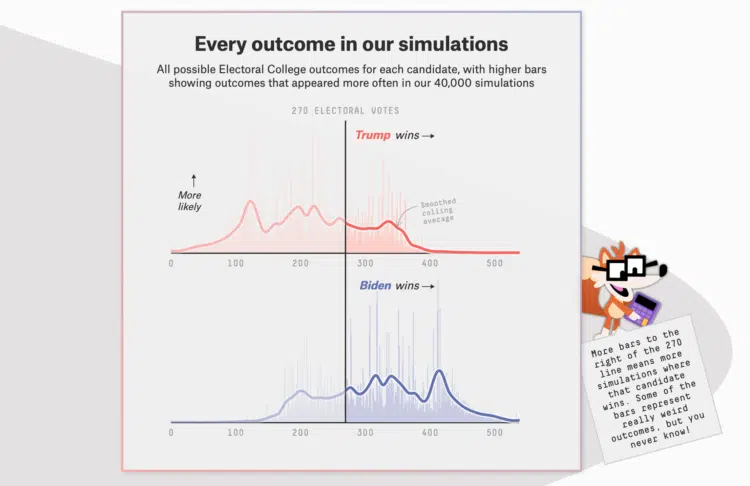 Every outcome in our simulations
All possible Electoral College outcomes for each candidate, with higher bars
showing outcomes that appeared more often in our 40,000 simulations
270 ELECTORAL VOTES
Trump wins →
More
likely
Smoothed
rolling
average
0 100 200 300 400 500
Biden wins →
0 100 200 300 400 500
More bars to the
right of the 270
line means more
simulations where
that candidate
wins. Some of the
bars represent
really weird
outcomes, but you
never know!